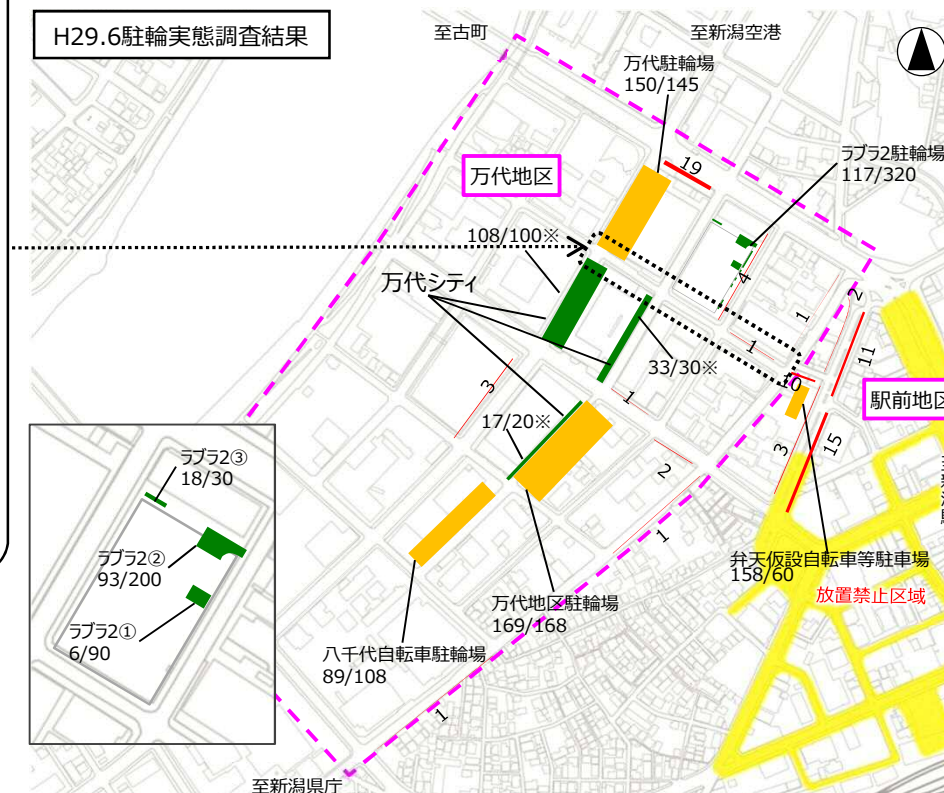 H29.6駐輪実態調査結果
至古町
至新潟空港
万代駐輪場
150/145
19
ラブラ2駐輪場
117/320
万代地区
108/100※
万代シティ
4
2
1
1
11
10
駅前地区
33/30※
3
1
17/20※
3
15
2
1
ラブラ2③
18/30
ラブラ2②
93/200
ラブラ2①
6/90
弁天仮設自転車等駐車場
158/60
放置禁止区域
万代地区駐輪場
169/168
八千代自転車駐輪場
89/108
1
至新潟県庁